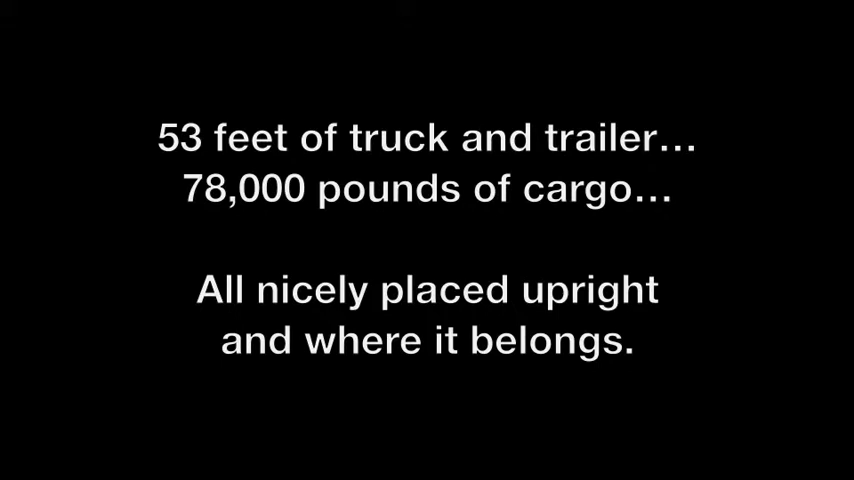 53 feet of truck and trailer...
78,000 pounds of cargo...
All nicely placed upright
and where it belongs.